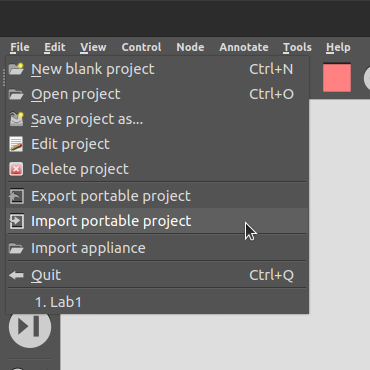 File Edit View Control Node Annotate Tools Help
New blank project Ctrl+N
Open project Ctrl+O
Save project as...
Edit project
Delete project
Export portable project
Import portable project
Import appliance
Quit Ctrl+Q
1. Lab1